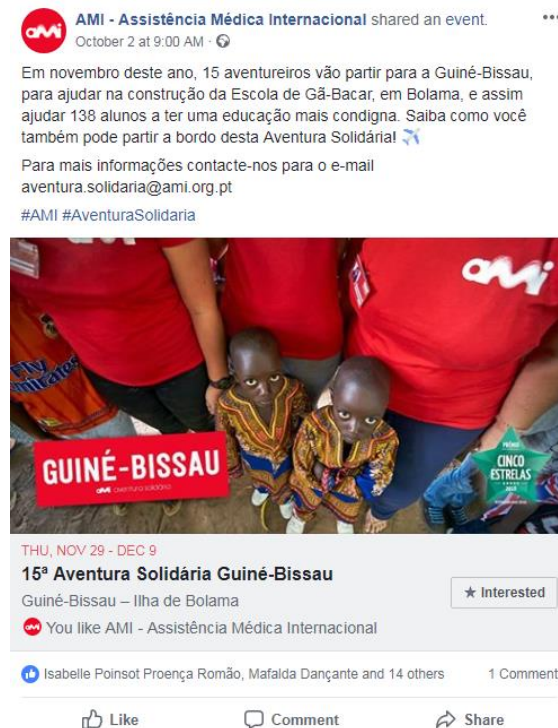 AMI - Assistência Médica Internacional shared an event.
October 2 at 9:00 AM ·
Em novembro deste ano, 15 aventureiros vão partir para a Guiné-Bissau,
para ajudar na construção da Escola de Gã-Bacar, em Bolama, e assim
ajudar 138 alunos a ter uma educação mais condigna. Saiba como você
também pode partir a bordo desta Aventura Solidária!
Para mais informações contacte-nos para o e-mail
aventura.solidaria@ami.org.pt
#AMI #AventuraSolidaria
ami
Fly
Emirates
GUINÉ-BISSAU
ami aventura solidária
PRÉMIO
CINCO
ESTRELAS
THU, NOV 29 - DEC 9
15ª Aventura Solidária Guiné-Bissau
Guiné-Bissau – Ilha de Bolama
Interested
You like AMI - Assistência Médica Internacional
Isabelle Poinsot Proença Romão, Mafalda Dançante and 14 others 1 Comment
Like Comment Share